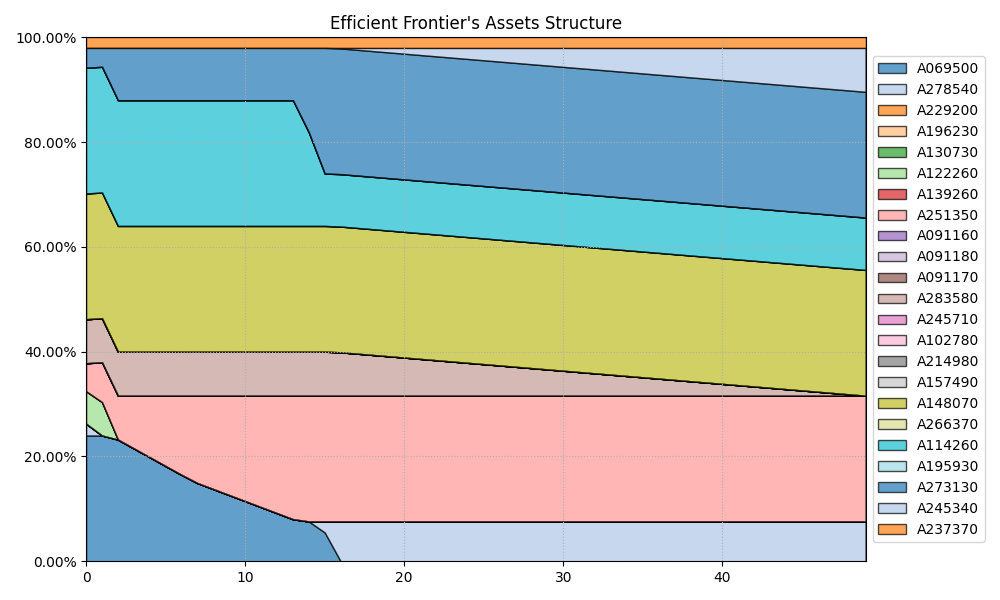 Efficient Frontier's Assets Structure
100.00%
80.00%
60.00%
40.00%
20.00%
0.00%
0
10
20
30
40
A069500
A278540
A229200
A196230
A130730
A122260
A139260
A251350
A091160
A091180
A091170
A283580
A245710
A102780
A214980
A157490
A148070
A266370
A114260
A195930
A273130
A245340
A237370